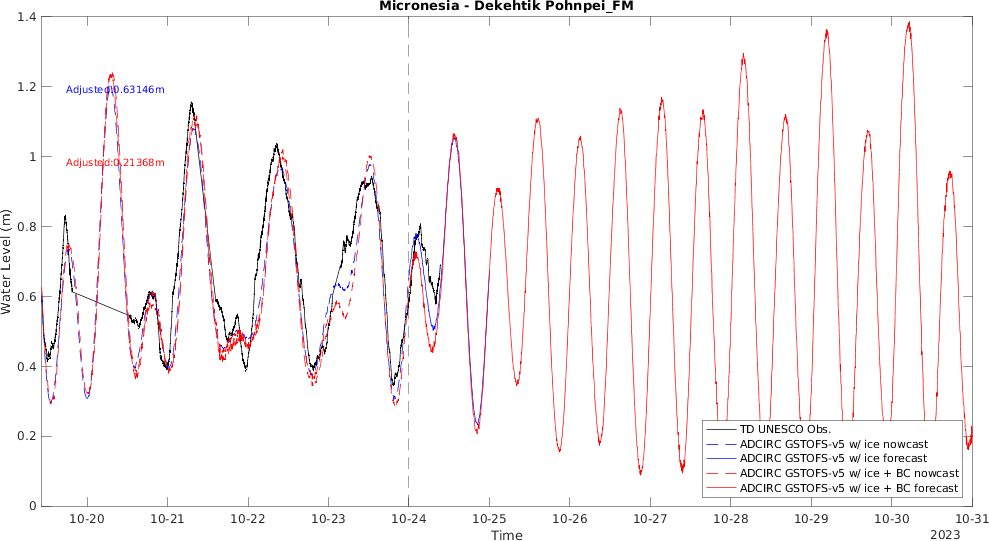 Micronesia - Dekehtik Pohnpei_FM
1.4
1.2
1
0.8
0.6
0.4
0.2
0
Water Level (m)
Adjusted:0.63146m
Adjusted:0.21368m
TD UNESCO Obs.
ADCIRC GSTOFS-v5 w/ ice nowcast
ADCIRC GSTOFS-v5 w/ ice forecast
ADCIRC GSTOFS-v5 w/ ice + BC nowcast
ADCIRC GSTOFS-v5 w/ ice + BC forecast
10-20 10-21 10-22 10-23 10-24 10-25 10-26 10-27 10-28 10-29 10-30 10-31
Time
2023